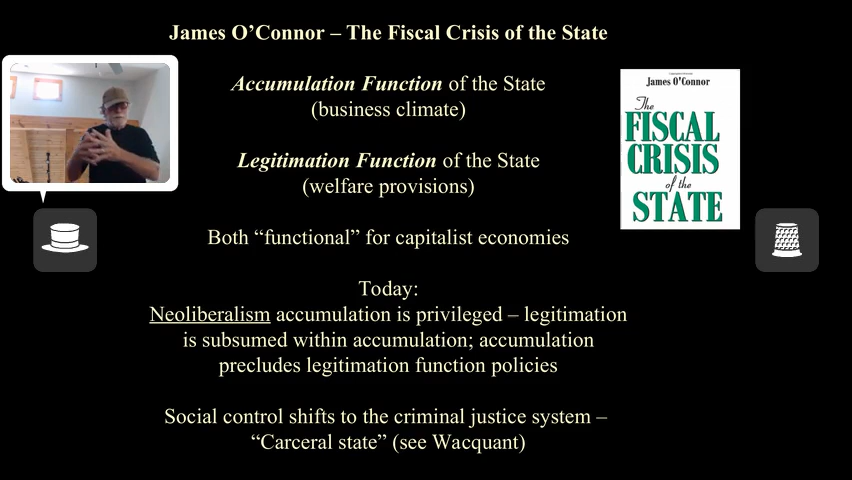 James O’Connor – The Fiscal Crisis of the State
Accumulation Function of the State
(business climate)
Legitimation Function of the State
(welfare provisions)
Both “functional” for capitalist economies
Today:
Neoliberalism accumulation is privileged – legitimation
is subsumed within accumulation; accumulation
precludes legitimation function policies
Social control shifts to the criminal justice system –
“Carceral state” (see Wacquant)
James O'Connor
The
FISCAL
CRISIS
of the
STATE